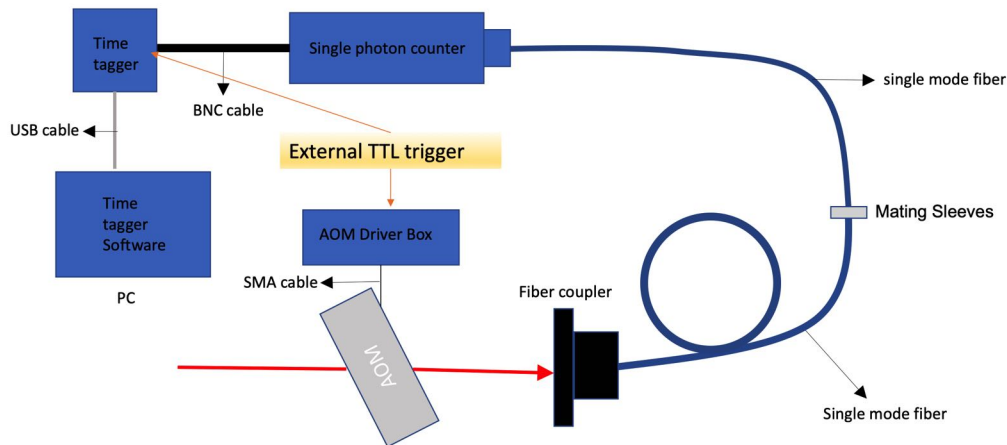 Time
tagger
Single photon counter
single mode fiber
BNC cable
USB cable
External TTL trigger
Time
tagger
Software
AOM Driver Box
Mating Sleeves
SMA cable
PC
Fiber coupler
AOM
Single mode fiber